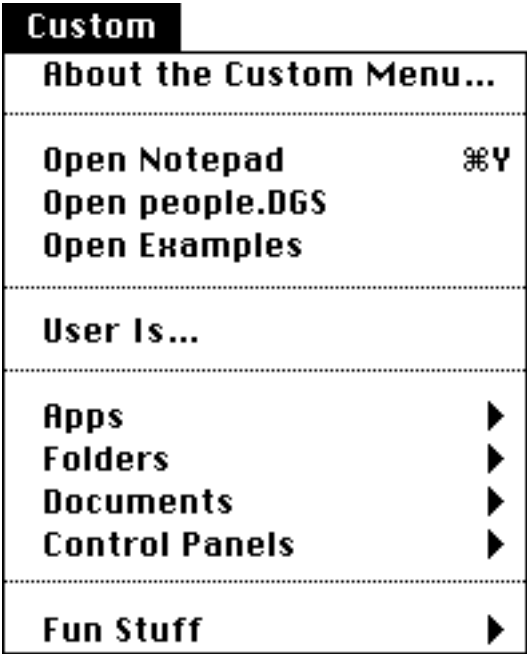 Custom
About the Custom Menu...
Open Notepad ⌘Y
Open people.DGS
Open Examples
User Is...
Apps
Folders
Documents
Control Panels
Fun Stuff